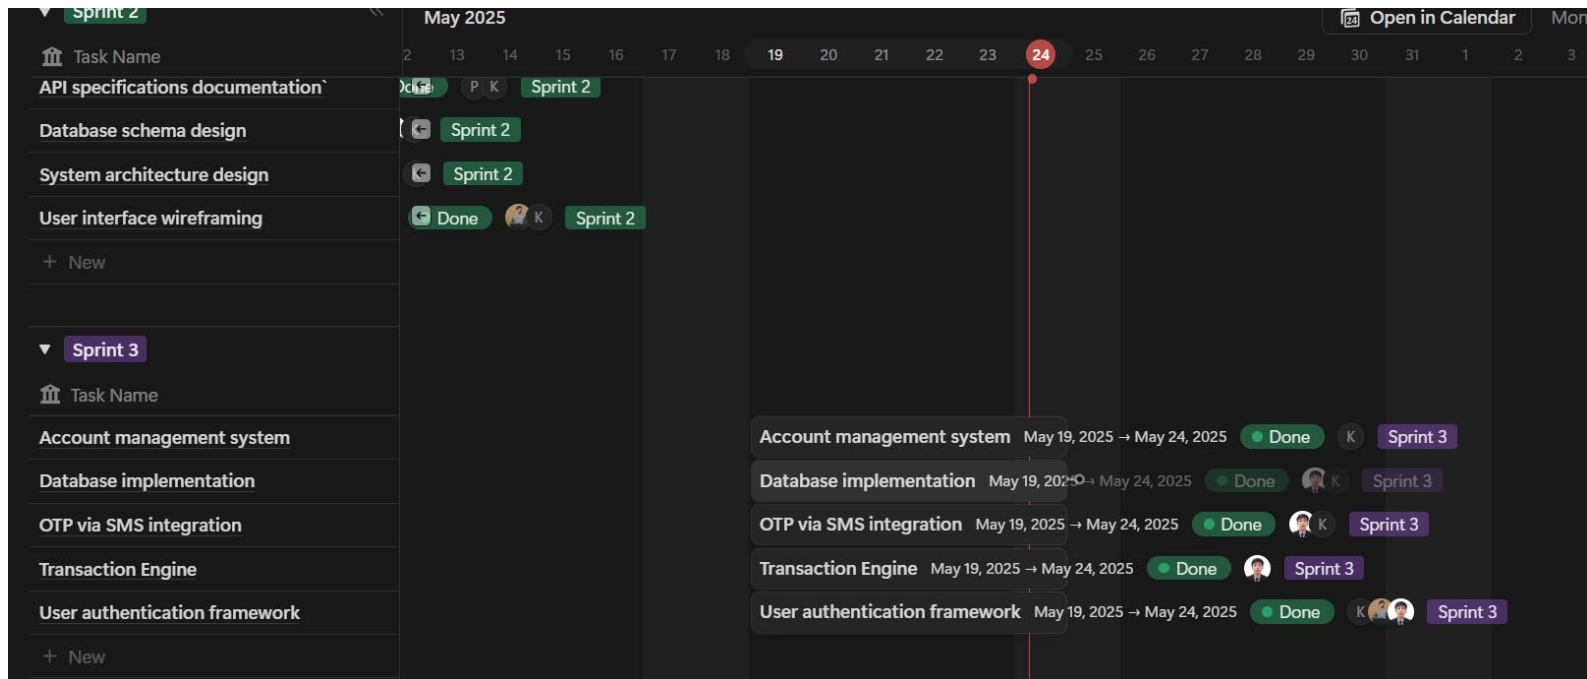 Sprint 2 May 2025 24 Open in Calendar Mon
Task Name 2 13 14 15 16 17 18 19 20 21 22 23 24 25 26 27 28 29 30 31 1 2 3
API specifications documentation` Done P K Sprint 2
Database schema design Sprint 2
System architecture design Sprint 2
User interface wireframing Done K Sprint 2
+ New
Sprint 3
Task Name
Account management system Account management system May 19, 2025 → May 24, 2025 Done K Sprint 3
Database implementation Database implementation May 19, 2025 → May 24, 2025 Done K Sprint 3
OTP via SMS integration OTP via SMS integration May 19, 2025 → May 24, 2025 Done K Sprint 3
Transaction Engine Transaction Engine May 19, 2025 → May 24, 2025 Done Sprint 3
User authentication framework User authentication framework May 19, 2025 → May 24, 2025 Done K Sprint 3
+ New